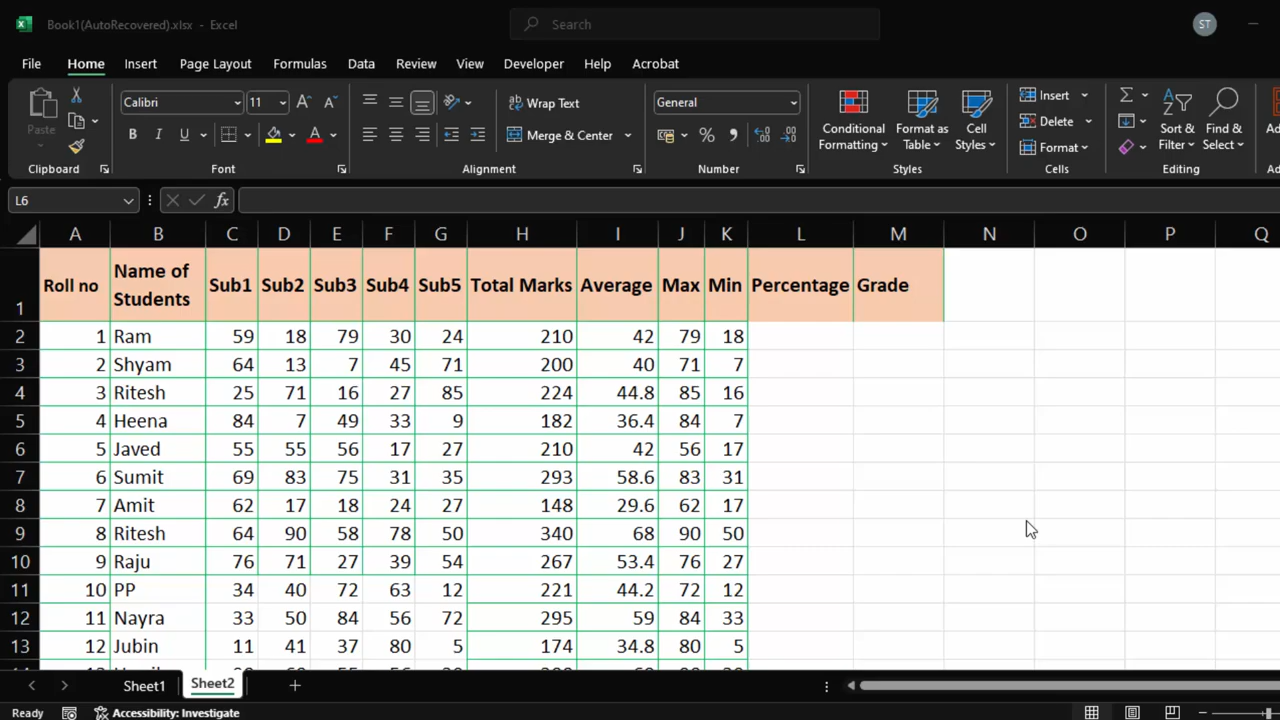 Book1(AutoRecovered).xlsx - Excel
Search
ST
File Home Insert Page Layout Formulas Data Review View Developer Help Acrobat
Paste
Clipboard
Calibri 11
B I U
Font
Wrap Text
Merge & Center
Alignment
General
Number
Conditional Formatting
Format as Table
Cell Styles
Styles
Insert
Delete
Format
Cells
Sort & Filter
Find & Select
Editing
L6 fx
A B C D E F G H I J K L M N O P Q
1 Roll no Name of Students Sub1 Sub2 Sub3 Sub4 Sub5 Total Marks Average Max Min Percentage Grade
2 1 Ram 59 18 79 30 24 210 42 79 18
3 2 Shyam 64 13 7 45 71 200 40 71 7
4 3 Ritesh 25 71 16 27 85 224 44.8 85 16
5 4 Heena 84 7 49 33 9 182 36.4 84 7
6 5 Javed 55 55 56 17 27 210 42 56 17
7 6 Sumit 69 83 75 31 35 293 58.6 83 31
8 7 Amit 62 17 18 24 27 148 29.6 62 17
9 8 Ritesh 64 90 58 78 50 340 68 90 50
10 9 Raju 76 71 27 39 54 267 53.4 76 27
11 10 PP 34 40 72 63 12 221 44.2 72 12
12 11 Nayra 33 50 84 56 72 295 59 84 33
13 12 Jubin 11 41 37 80 5 174 34.8 80 5
Sheet1 Sheet2
Ready Accessibility: Investigate